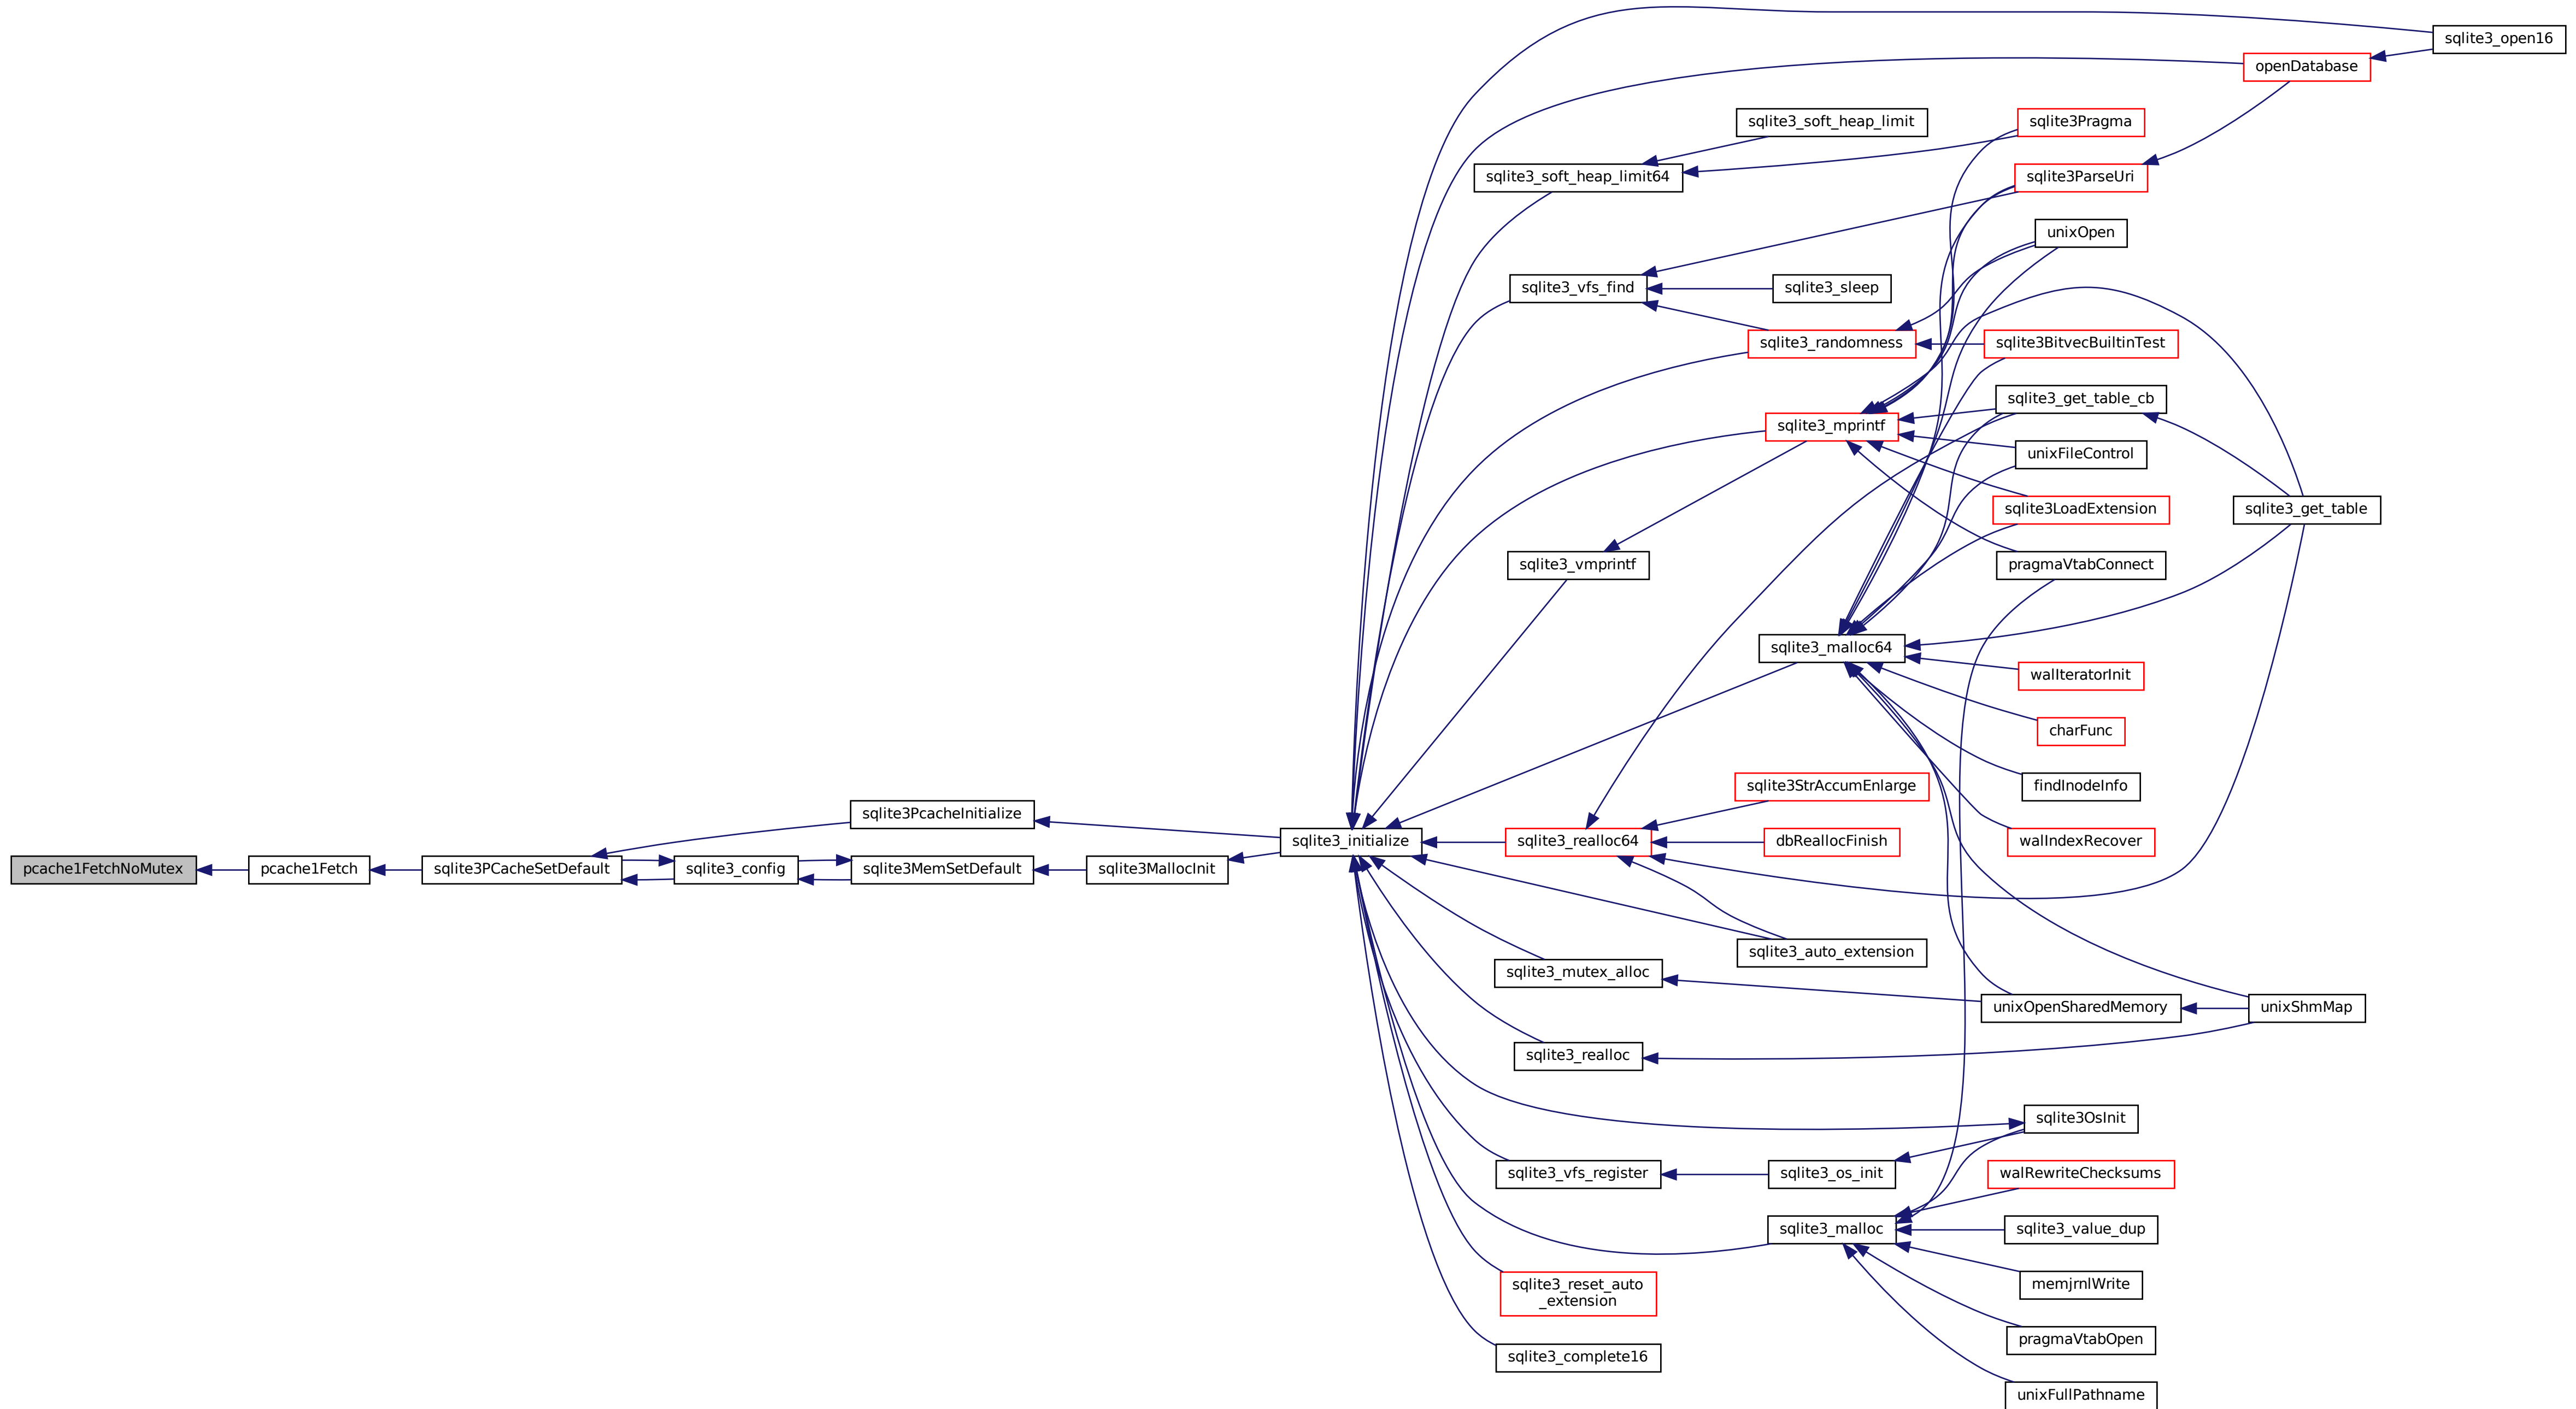 sqlite3_open16
openDatabase
sqlite3_soft_heap_limit
sqlite3Pragma
sqlite3_soft_heap_limit64
sqlite3ParseUri
unixOpen
sqlite3_vfs_find
sqlite3_sleep
sqlite3_randomness
sqlite3BitvecBuiltinTest
sqlite3_get_table_cb
sqlite3_mprintf
unixFileControl
sqlite3LoadExtension
sqlite3_get_table
sqlite3_vmprintf
pragmaVtabConnect
sqlite3_malloc64
walIteratorInit
charFunc
sqlite3StrAccumEnlarge
findInodeInfo
sqlite3PcacheInitialize
sqlite3_initialize
sqlite3_realloc64
dbReallocFinish
walIndexRecover
pcache1FetchNoMutex
pcache1Fetch
sqlite3PCacheSetDefault
sqlite3_config
sqlite3MemSetDefault
sqlite3MallocInit
sqlite3_auto_extension
sqlite3_mutex_alloc
unixOpenSharedMemory
unixShmMap
sqlite3_realloc
sqlite3OsInit
sqlite3_vfs_register
sqlite3_os_init
walRewriteChecksums
sqlite3_malloc
sqlite3_value_dup
sqlite3_reset_auto
_extension
memjrnlWrite
pragmaVtabOpen
sqlite3_complete16
unixFullPathname